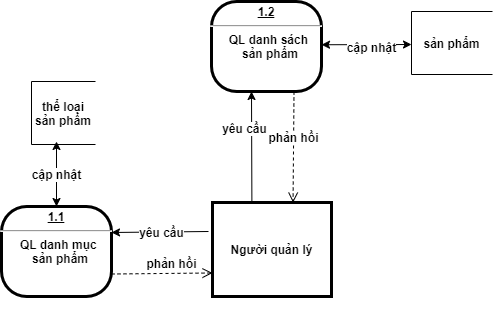 1.2
QL danh sách
sản phẩm
cập nhật
sản phẩm
thể loại
sản phẩm
yêu cầu
phản hồi
cập nhật
1.1
QL danh mục
sản phẩm
yêu cầu
phản hồi
Người quản lý